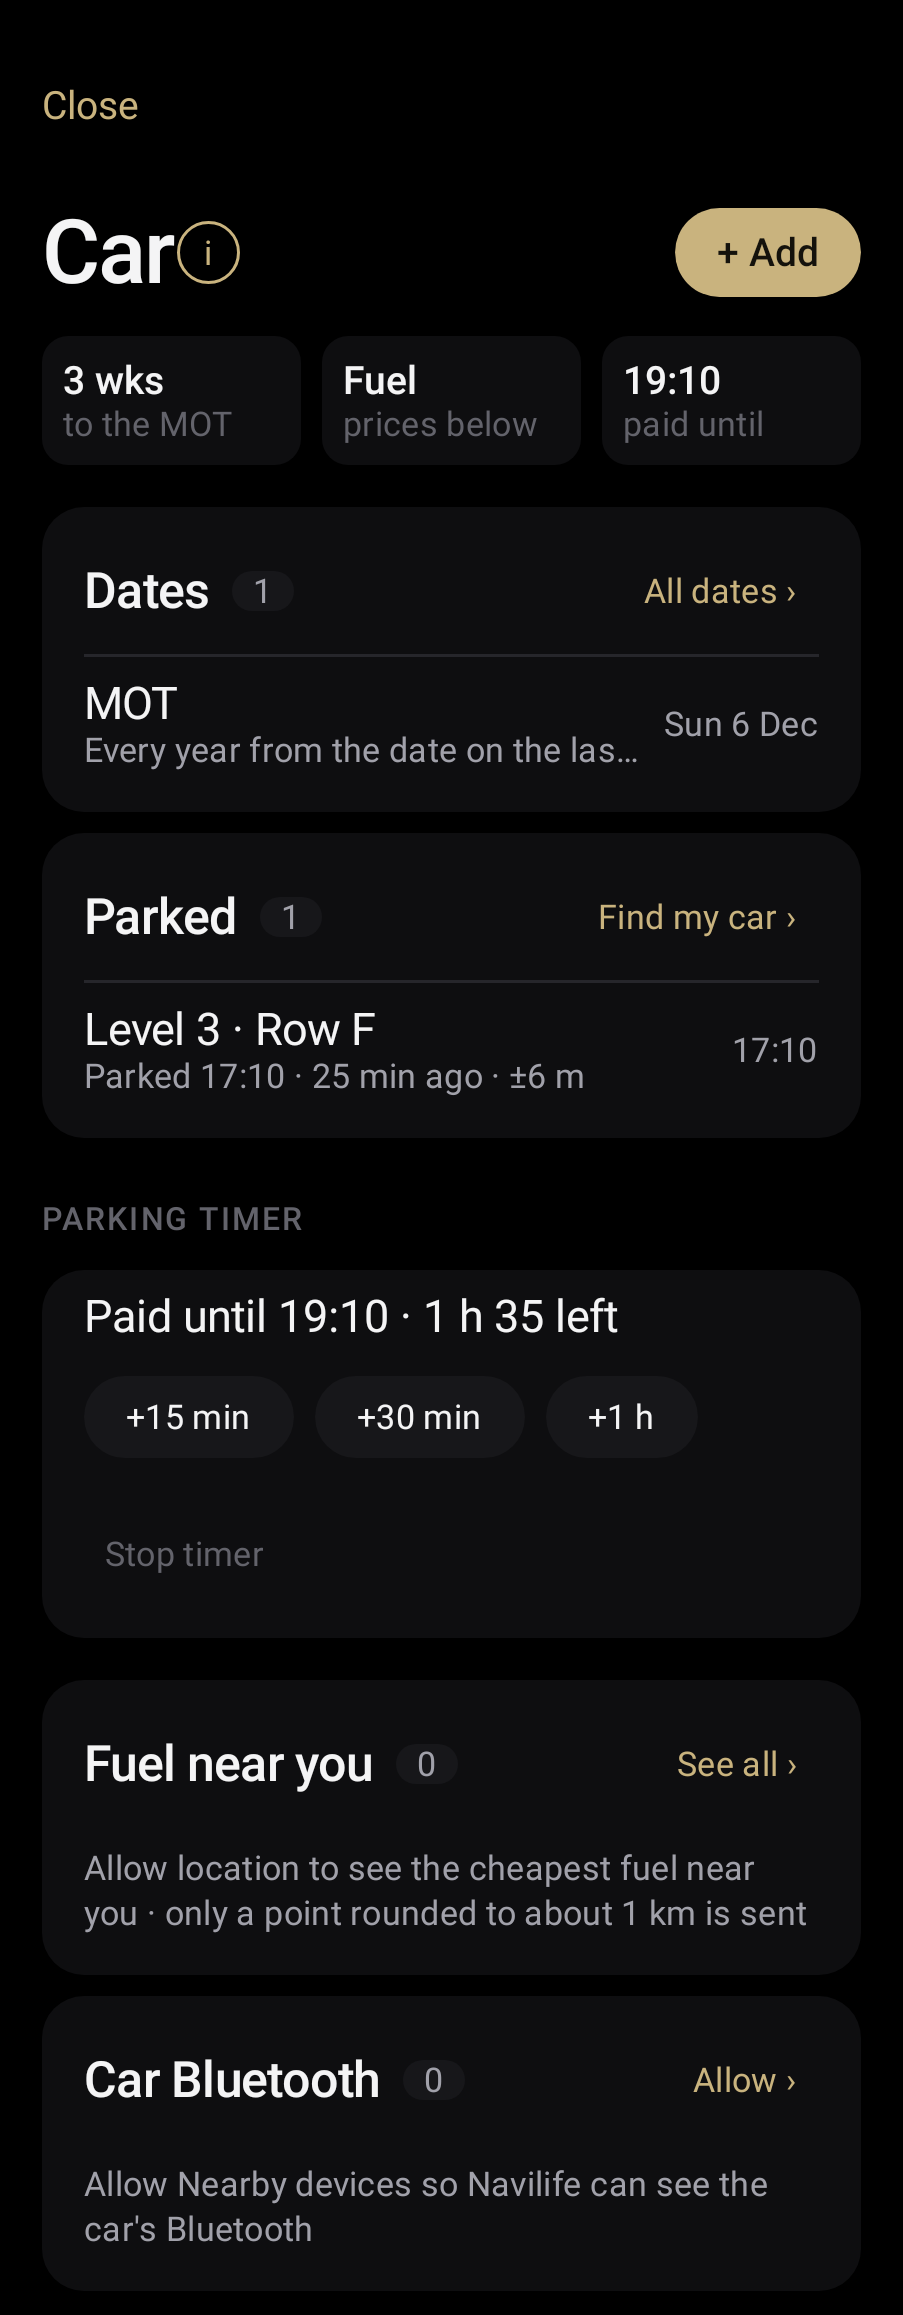 Close
Car i
+ Add
3 wks
to the MOT
Fuel
prices below
19:10
paid until
Dates 1
All dates ›
MOT
Every year from the date on the las…
Sun 6 Dec
Parked 1
Find my car ›
Level 3 · Row F
Parked 17:10 · 25 min ago · ±6 m
17:10
PARKING TIMER
Paid until 19:10 · 1 h 35 left
+15 min
+30 min
+1 h
Stop timer
Fuel near you 0
See all ›
Allow location to see the cheapest fuel near
you · only a point rounded to about 1 km is sent
Car Bluetooth 0
Allow ›
Allow Nearby devices so Navilife can see the
car's Bluetooth